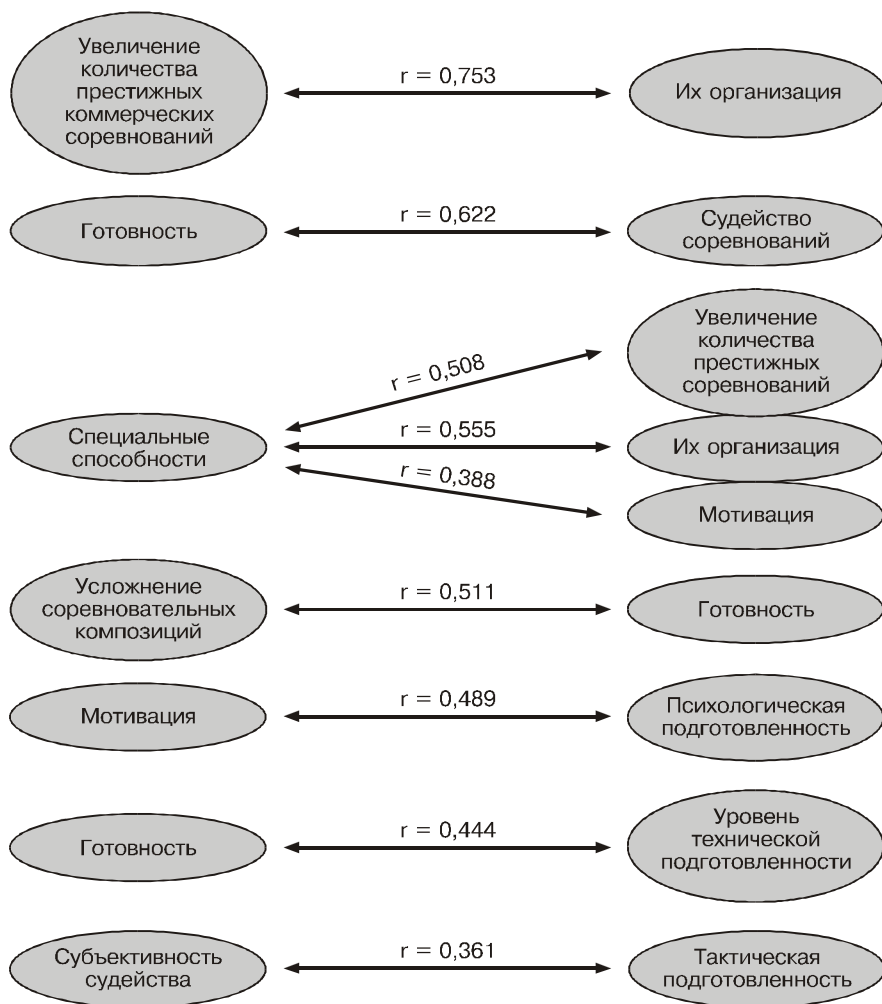 Увеличение
количества
престижных
коммерческих
соревнований
r = 0,753
Их организация
Готовность
r = 0,622
Судейство
соревнований
Специальные
способности
r = 0,508
Увеличение
количества
престижных
соревнований
r = 0,555
Их организация
r = 0,388
Мотивация
Усложнение
соревновательных
композиций
r = 0,511
Готовность
Мотивация
r = 0,489
Психологическая
подготовленность
Готовность
r = 0,444
Уровень
технической
подготовленности
Субъективность
судейства
r = 0,361
Тактическая
подготовленность